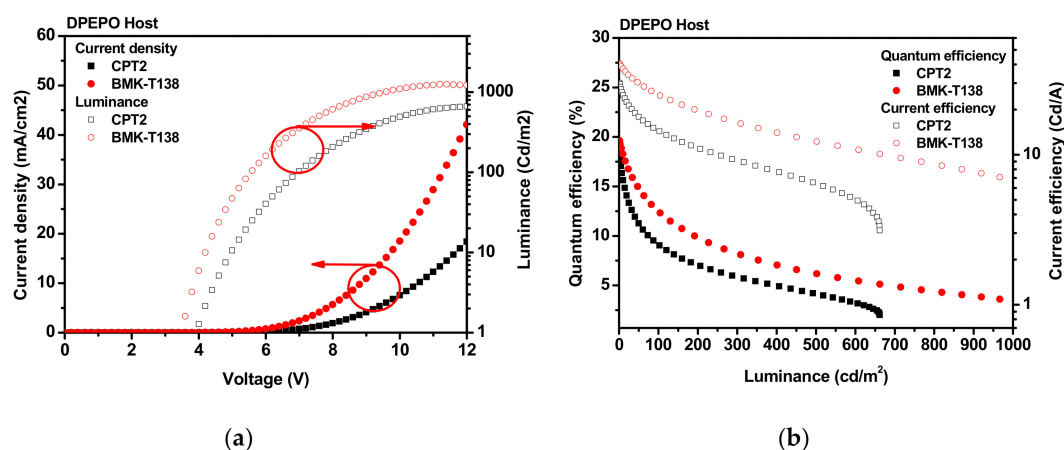 DPEPO Host
Current density
CPT2
BMK-T138
Luminance
CPT2
BMK-T138
Current density (mA/cm2)
60
50
40
30
20
10
0
0 2 4 6 8 10 12
Voltage (V)
1000
100
10
1
Luminance (Cd/m2)
(a)
DPEPO Host
Quantum efficiency
CPT2
BMK-T138
Current efficiency
CPT2
BMK-T138
Quantum efficiency (%)
30
25
20
15
10
5
0 100 200 300 400 500 600 700 800 900 1000
Luminance (cd/m²)
10
1
Current efficiency (Cd/A)
(b)